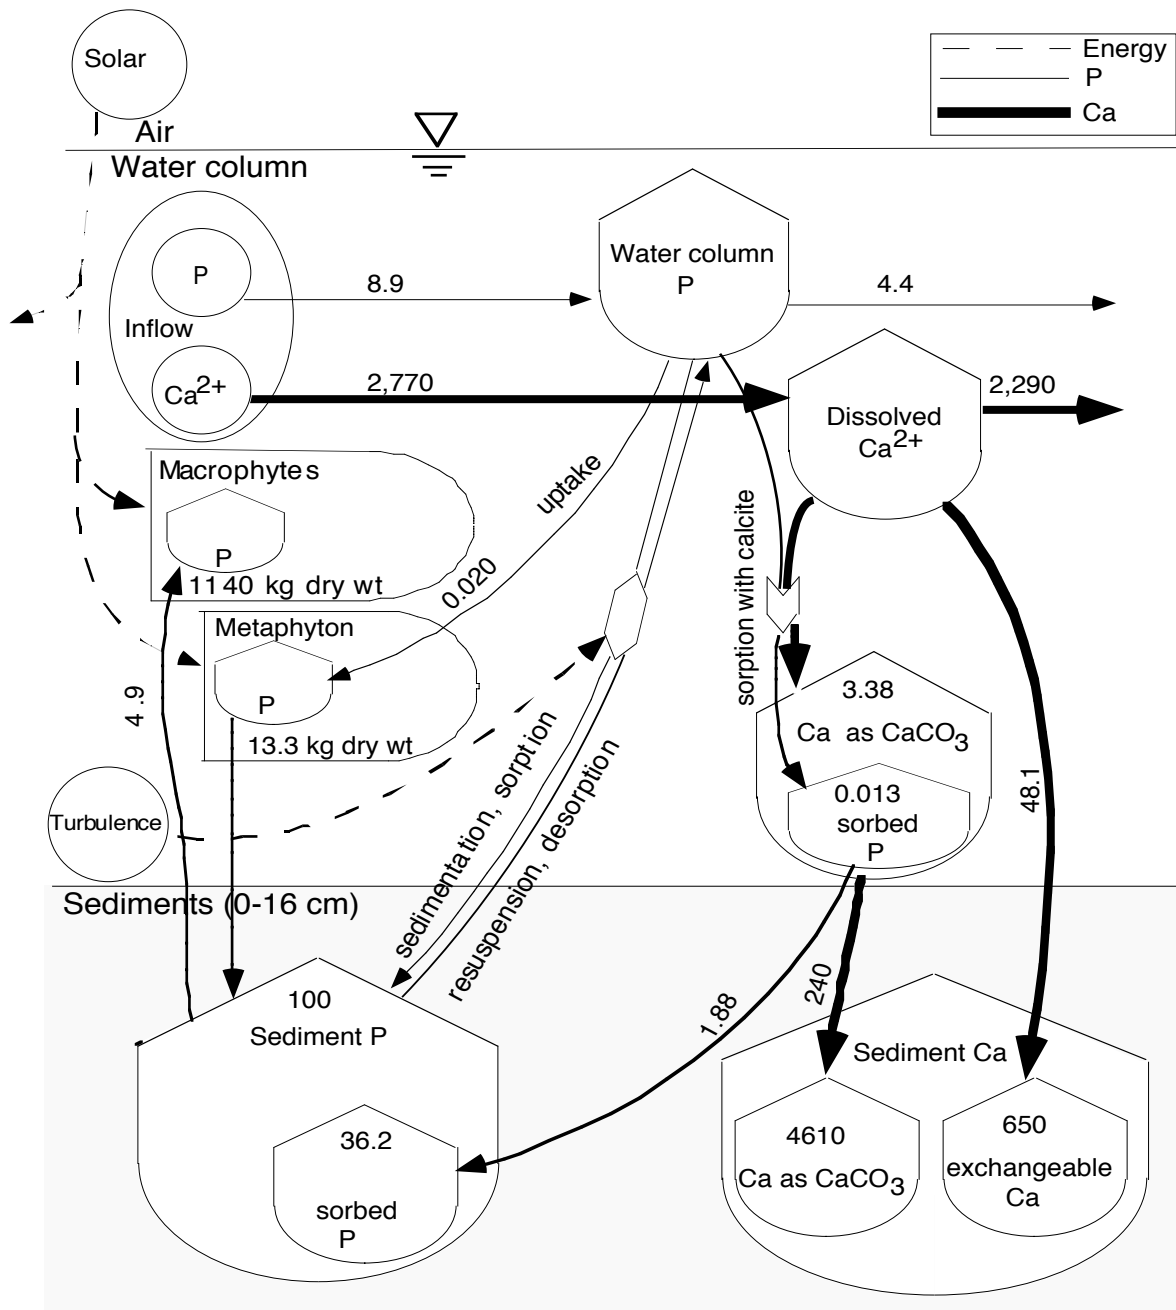 Solar
Energy
P
Ca
Air
Water column
Water column
P
P
8.9
4.4
Inflow
Ca2+
2,770
2,290
Dissolved
Ca2+
Macrophytes
P
1140 kg dry wt
uptake
0.020
sorption with calcite
Metaphyton
P
13.3 kg dry wt
4.9
3.38
Ca as CaCO3
0.013
sorbed
P
48.1
Turbulence
sedimentation, sorption
resuspension, desorption
Sediments (0-16 cm)
100
Sediment P
1.88
240
Sediment Ca
36.2
sorbed
P
4610
Ca as CaCO3
650
exchangeable
Ca